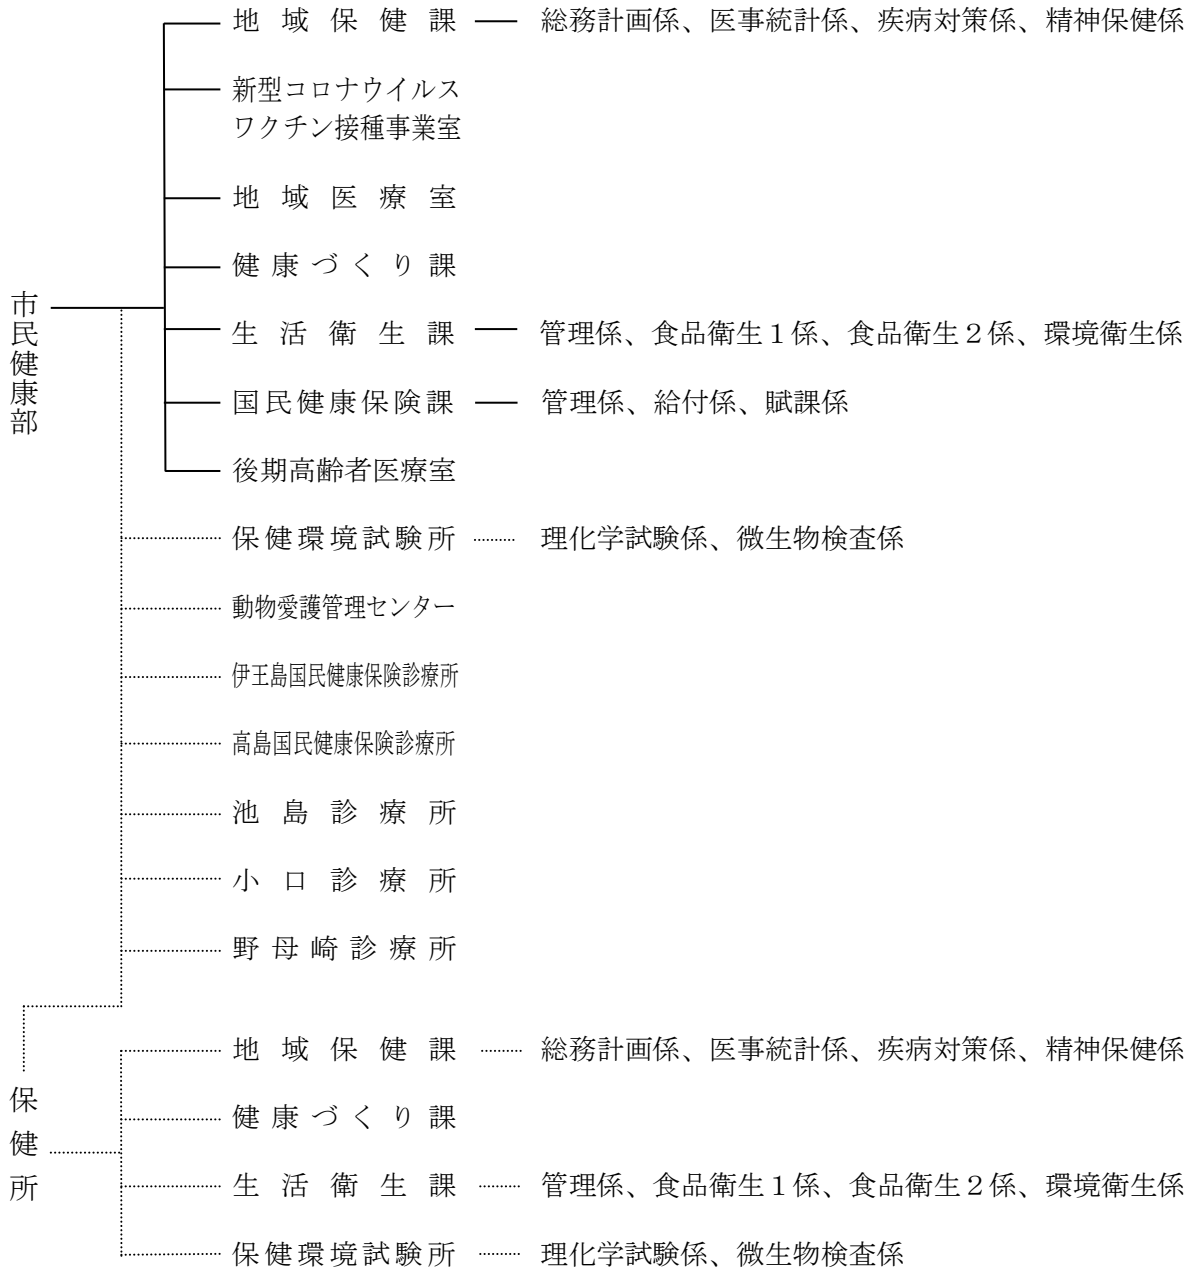 地域保健課 総務計画係、医事統計係、疾病対策係、精神保健係
新型コロナウイルス
ワクチン接種事業室
地域医療室
健康づくり課
市民健康部
生活衛生課 管理係、食品衛生１係、食品衛生２係、環境衛生係
国民健康保険課 管理係、給付係、賦課係
後期高齢者医療室
保健環境試験所 理化学試験係、微生物検査係
動物愛護管理センター
伊王島国民健康保険診療所
高島国民健康保険診療所
池島診療所
小口診療所
野母崎診療所
保健所
地域保健課 総務計画係、医事統計係、疾病対策係、精神保健係
健康づくり課
生活衛生課 管理係、食品衛生１係、食品衛生２係、環境衛生係
保健環境試験所 理化学試験係、微生物検査係